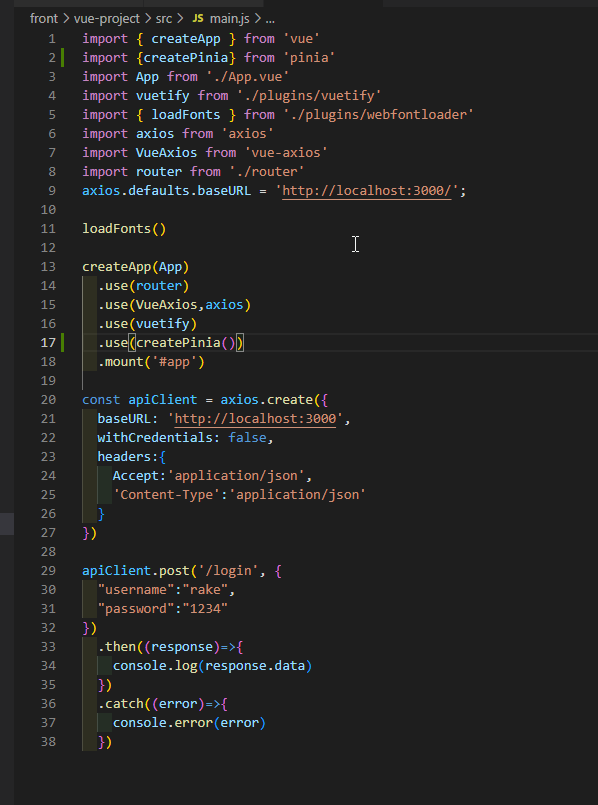 front > vue-project > src > JS main.js > ...
1 import { createApp } from 'vue'
2 import {createPinia} from 'pinia'
3 import App from './App.vue'
4 import vuetify from './plugins/vuetify'
5 import { loadFonts } from './plugins/webfontloader'
6 import axios from 'axios'
7 import VueAxios from 'vue-axios'
8 import router from './router'
9 axios.defaults.baseURL = 'http://localhost:3000/';
10
11 loadFonts()
12
13 createApp(App)
14   .use(router)
15   .use(VueAxios,axios)
16   .use(vuetify)
17   .use(createPinia())
18   .mount('#app')
19
20 const apiClient = axios.create({
21   baseURL: 'http://localhost:3000',
22   withCredentials: false,
23   headers:{
24     Accept:'application/json',
25     'Content-Type':'application/json'
26   }
27 })
28
29 apiClient.post('/login', {
30   "username":"rake",
31   "password":"1234"
32 })
33   .then((response)=>{
34     console.log(response.data)
35   })
36   .catch((error)=>{
37     console.error(error)
38   })